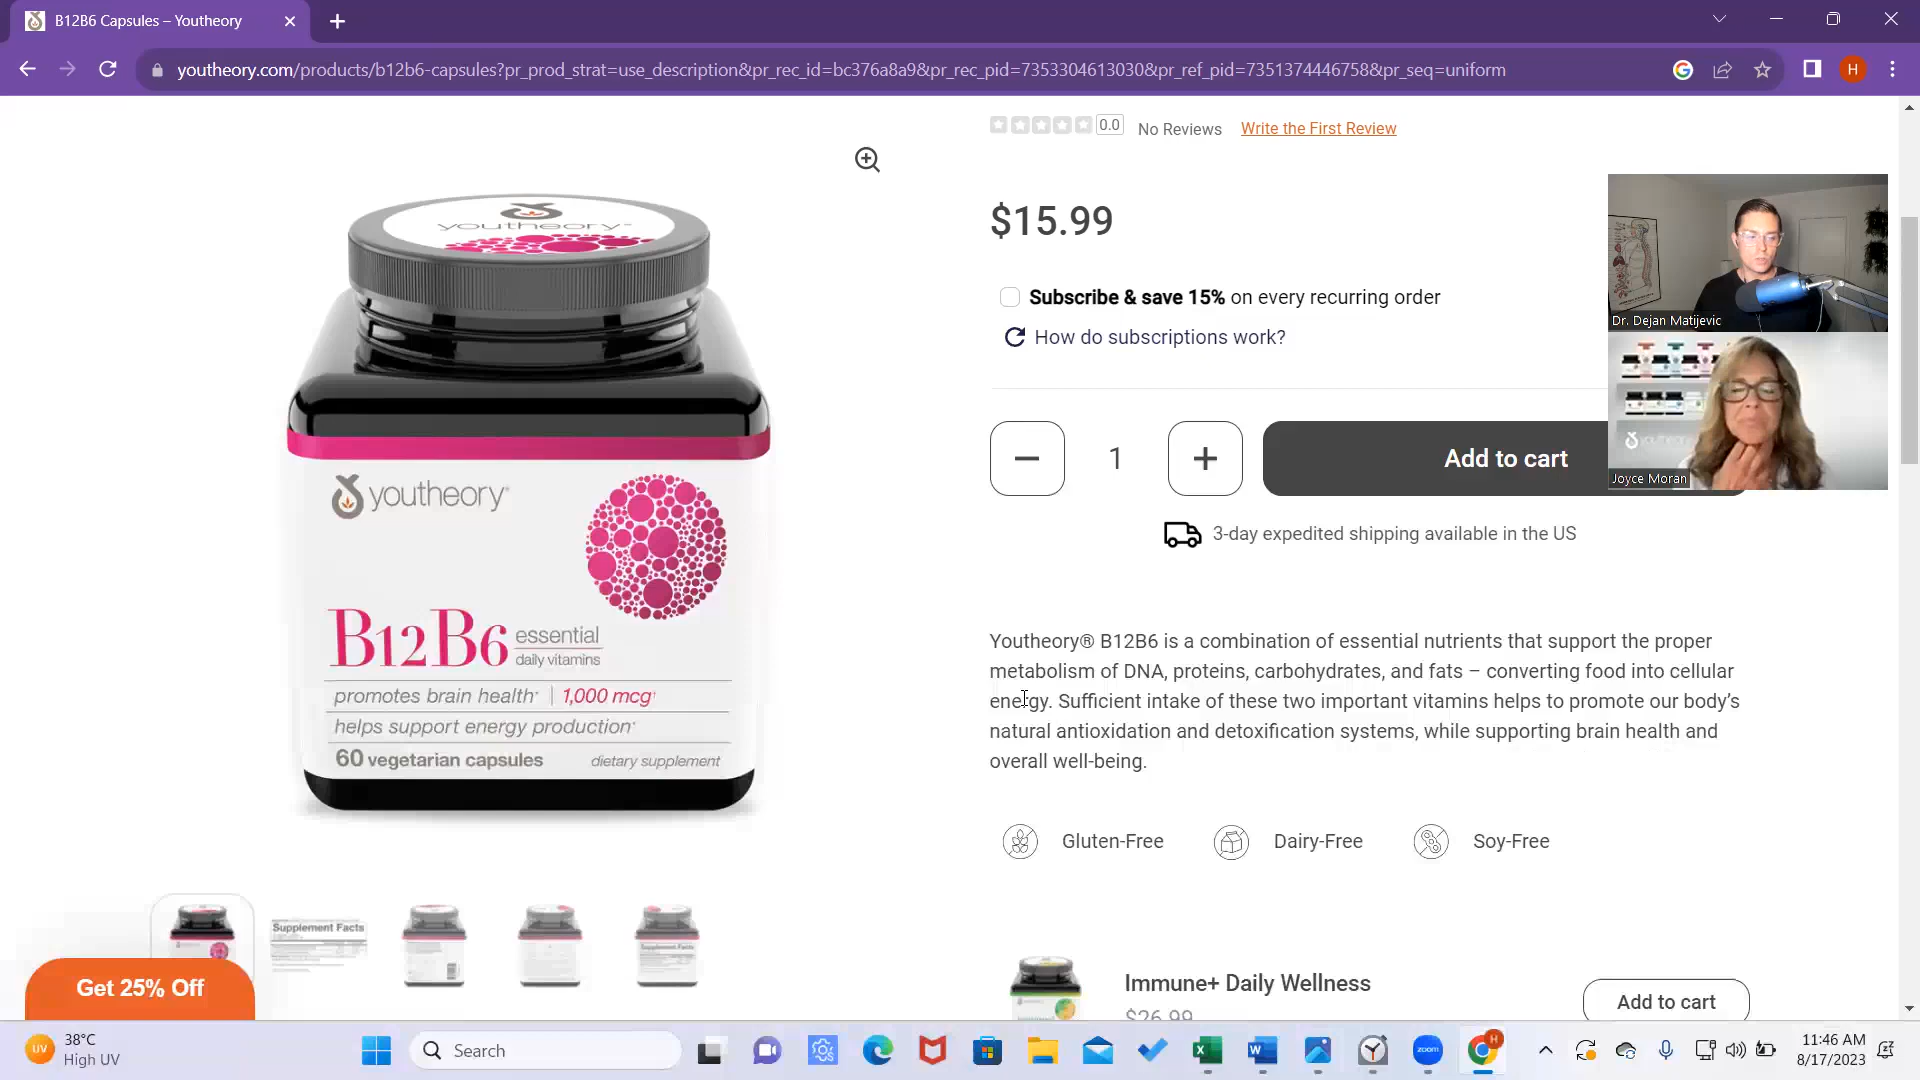 B12B6 Capsules – Youtheory
youtheory.com/products/b12b6-capsules?pr_prod_strat=use_description&pr_rec_id=bc376a8a9&pr_rec_pid=7353304613030&pr_ref_pid=7351374446758&pr_seq=uniform
H
0.0 No Reviews Write the First Review
$15.99
Subscribe & save 15% on every recurring order
How do subscriptions work?
1
Add to cart
3-day expedited shipping available in the US
Dr. Dejan Matijevic
youtheory
Joyce Moran
youtheory™
youtheory®
B12B6 essential
daily vitamins
promotes brain health* 1,000 mcg†
helps support energy production*
60 vegetarian capsules dietary supplement
Youtheory® B12B6 is a combination of essential nutrients that support the proper
metabolism of DNA, proteins, carbohydrates, and fats – converting food into cellular
energy. Sufficient intake of these two important vitamins helps to promote our body’s
natural antioxidation and detoxification systems, while supporting brain health and
overall well-being.
Gluten-Free Dairy-Free Soy-Free
Supplement Facts
Supplement Facts
Get 25% Off
Immune+ Daily Wellness
$26.99
Add to cart
UV
38°C
High UV
Search
zoom
H
11:46 AM
8/17/2023